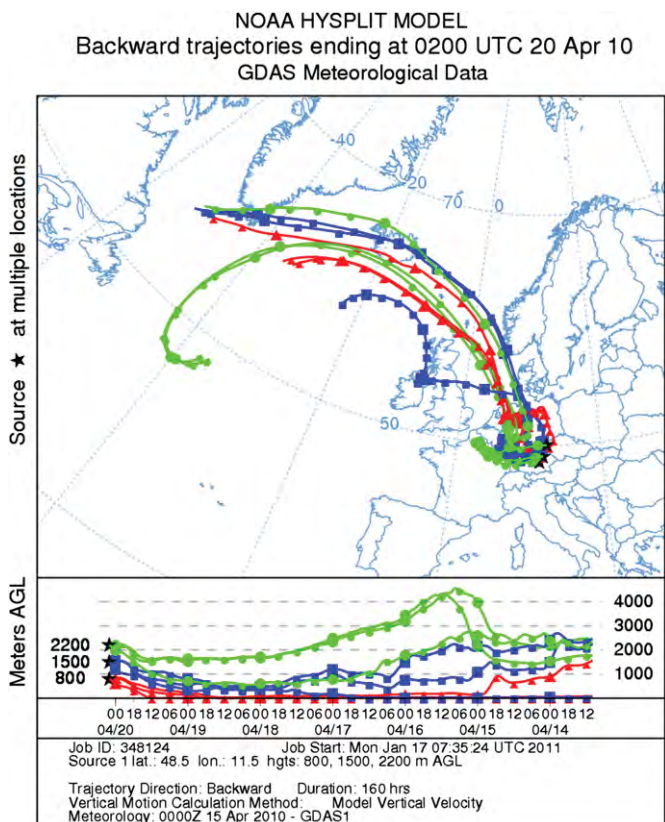 NOAA HYSPLIT MODEL
Backward trajectories ending at 0200 UTC 20 Apr 10
GDAS Meteorological Data
Source ★ at multiple locations
-40
-20
70
0
20
50
Meters AGL
4000
3000
2000
1000
2200
1500
800
00 18 12 06 00 18 12 06 00 18 12 06 00 18 12 06 00 18 12 06 00 18 12 06 00 18 12
04/20 04/19 04/18 04/17 04/16 04/15 04/14
Job ID: 348124 Job Start: Mon Jan 17 07:35:24 UTC 2011
Source 1 lat.: 48.5 lon.: 11.5 hgts: 800, 1500, 2200 m AGL
Trajectory Direction: Backward Duration: 160 hrs
Vertical Motion Calculation Method: Model Vertical Velocity
Meteorology: 0000Z 15 Apr 2010 - GDAS1